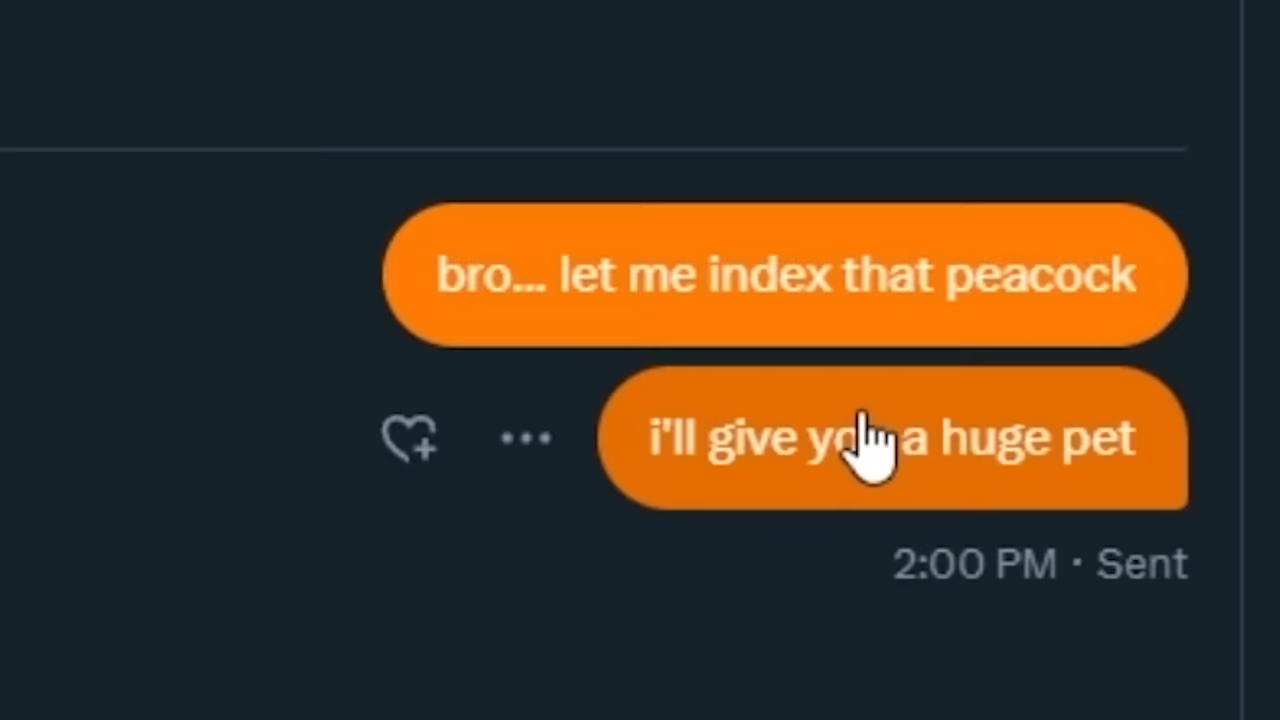 bro... let me index that peacock
i'll give you a huge pet
2:00 PM · Sent